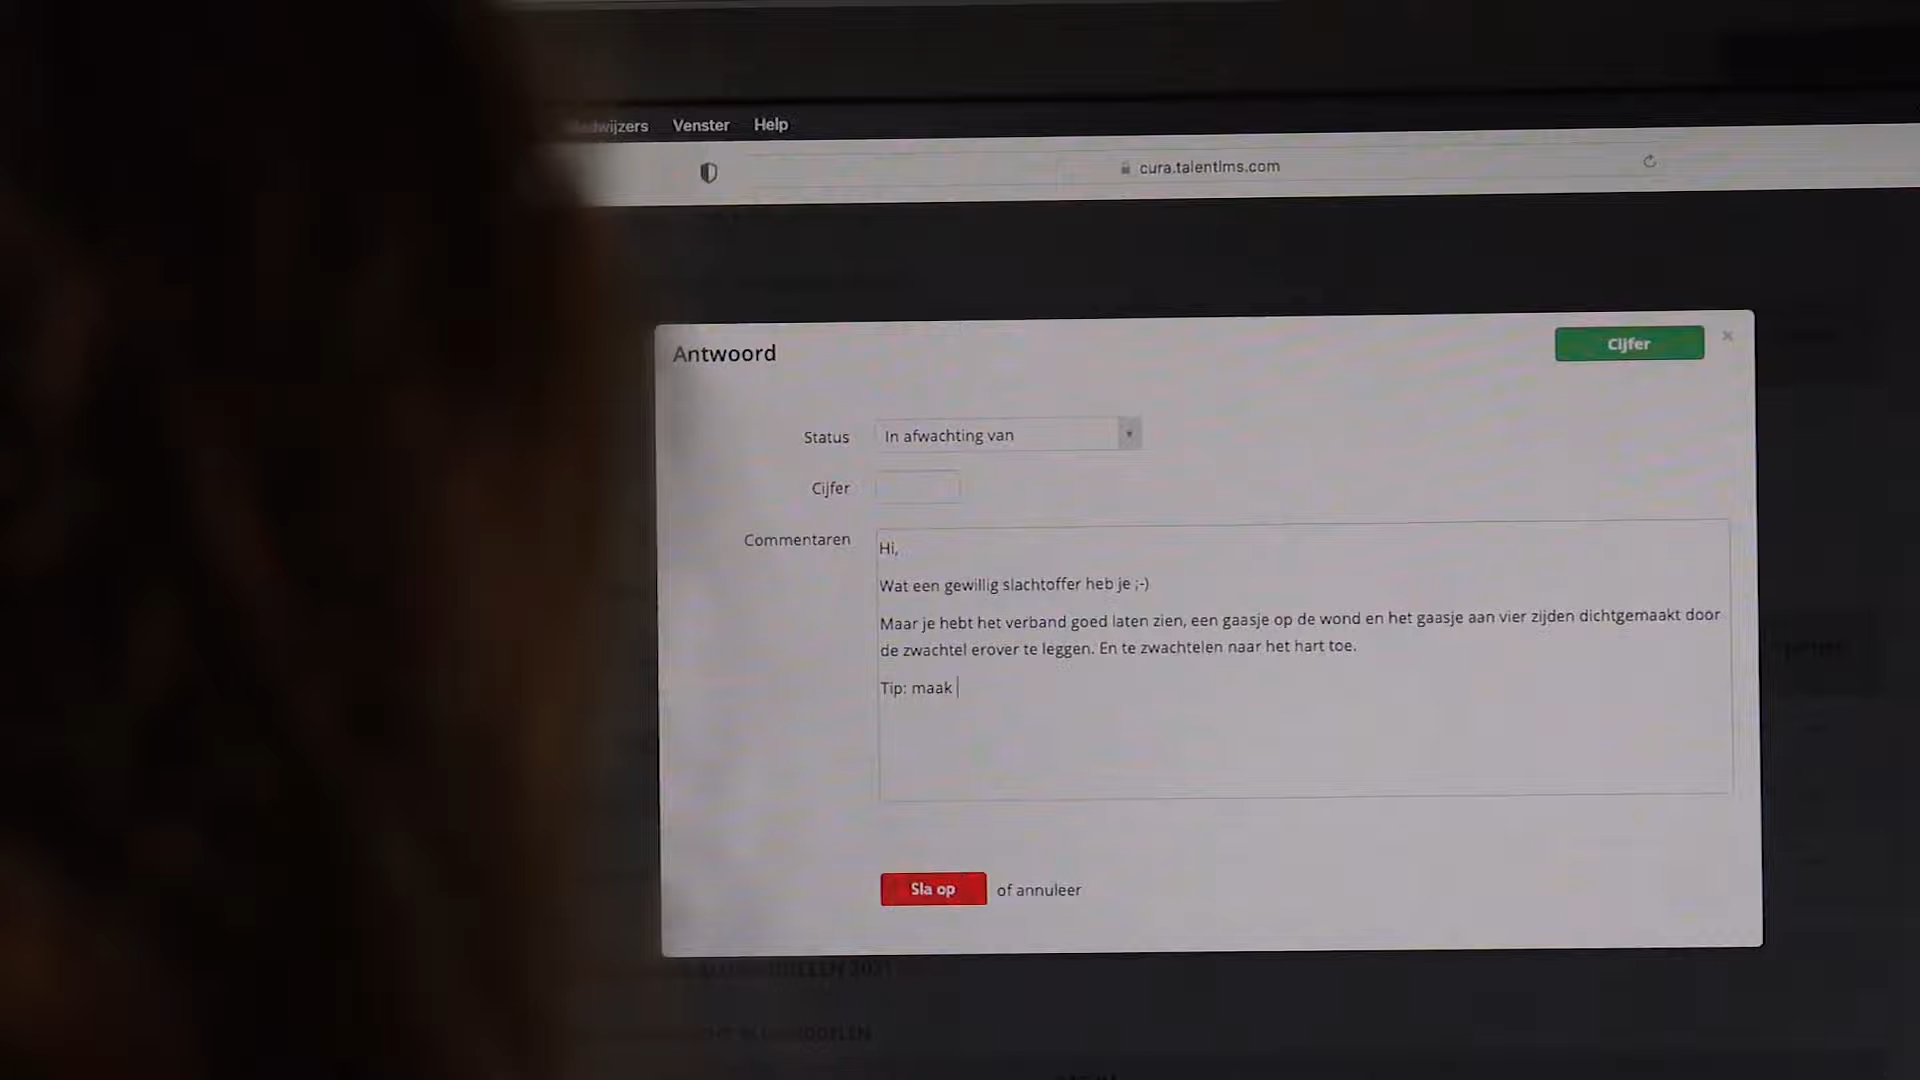 Venster Help
cura.talentlms.com
Antwoord
Cijfer
Status
In afwachting van
Cijfer
Commentaren
Hi,
Wat een gewillig slachtoffer heb je ;-)
Maar je hebt het verband goed laten zien, een gaasje op de wond en het gaasje aan vier zijden dichtgemaakt door
de zwachtel erover te leggen. En te zwachtelen naar het hart toe.
Tip: maak
Sla op of annuleer